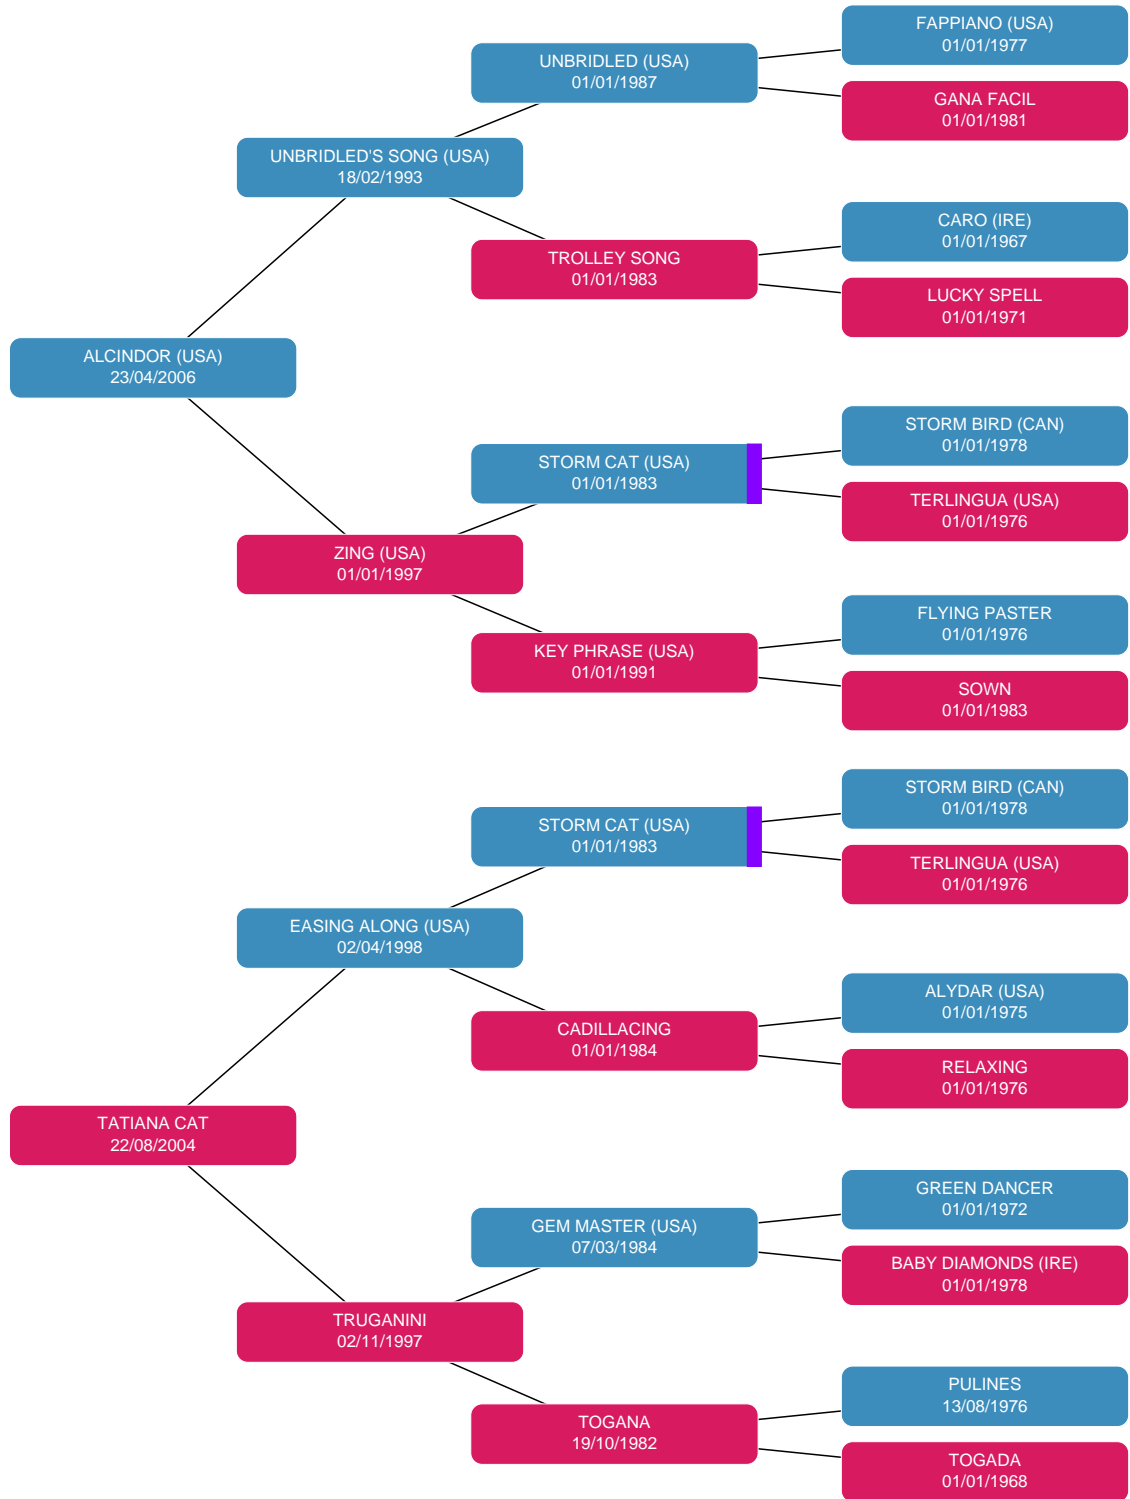 FAPPIANO (USA)
01/01/1977
UNBRIDLED (USA)
01/01/1987
GANA FACIL
01/01/1981
UNBRIDLED'S SONG (USA)
18/02/1993
CARO (IRE)
01/01/1967
TROLLEY SONG
01/01/1983
LUCKY SPELL
01/01/1971
ALCINDOR (USA)
23/04/2006
STORM BIRD (CAN)
01/01/1978
STORM CAT (USA)
01/01/1983
TERLINGUA (USA)
01/01/1976
ZING (USA)
01/01/1997
FLYING PASTER
01/01/1976
KEY PHRASE (USA)
01/01/1991
SOWN
01/01/1983
STORM BIRD (CAN)
01/01/1978
STORM CAT (USA)
01/01/1983
TERLINGUA (USA)
01/01/1976
EASING ALONG (USA)
02/04/1998
ALYDAR (USA)
01/01/1975
CADILLACING
01/01/1984
RELAXING
01/01/1976
TATIANA CAT
22/08/2004
GREEN DANCER
01/01/1972
GEM MASTER (USA)
07/03/1984
BABY DIAMONDS (IRE)
01/01/1978
TRUGANINI
02/11/1997
PULINES
13/08/1976
TOGANA
19/10/1982
TOGADA
01/01/1968